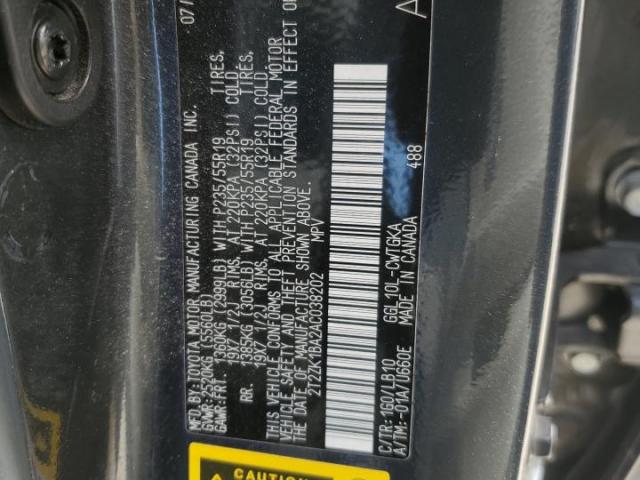 MFD.BY:TOYOTA MOTOR MANUFACTURING CANADA INC. 07/
GVWR:2520KG(5560LB)
GAWR:FRT. 1360KG (2999LB) WITH P235/55R19 TIRES,
19X7 1/2J RIMS, AT 220KPA (32PSI) COLD
RR. 1385KG (3056LB) WITH P235/55R19 TIRES,
19X7 1/2J RIMS, AT 220KPA (32PSI) COLD
THIS VEHICLE CONFORMS TO ALL APPLICABLE FEDERAL MOTOR
VEHICLE SAFETY AND THEFT PREVENTION STANDARDS IN EFFECT
THE DATE OF MANUFACTURE SHOWN ABOVE.
2T2ZK1BA2AC038202 MPV
C/TR:1G0/LB10 GGL10L-CWTGKA
A/TM:-01A/U660E MADE IN CANADA 488
CAUTION